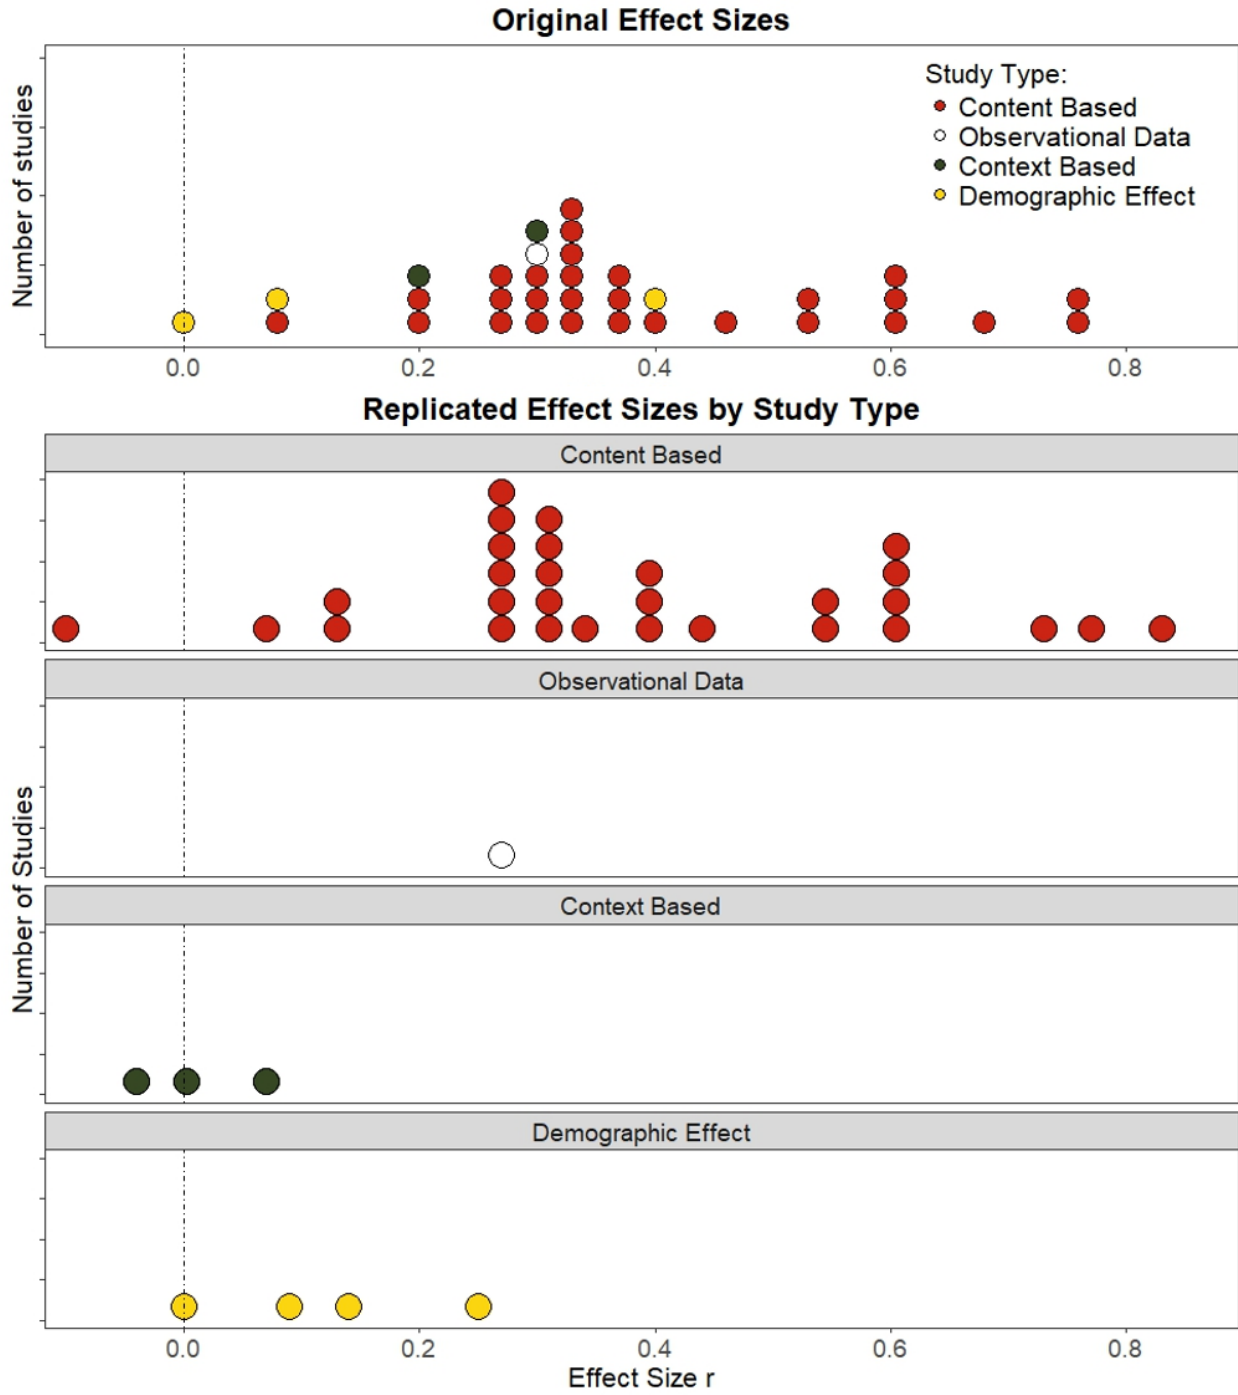 Original Effect Sizes
Number of studies
Study Type:
Content Based
Observational Data
Context Based
Demographic Effect
0.0 0.2 0.4 0.6 0.8
Replicated Effect Sizes by Study Type
Content Based
Observational Data
Number of Studies
Context Based
Demographic Effect
0.0 0.2 0.4 0.6 0.8
Effect Size r